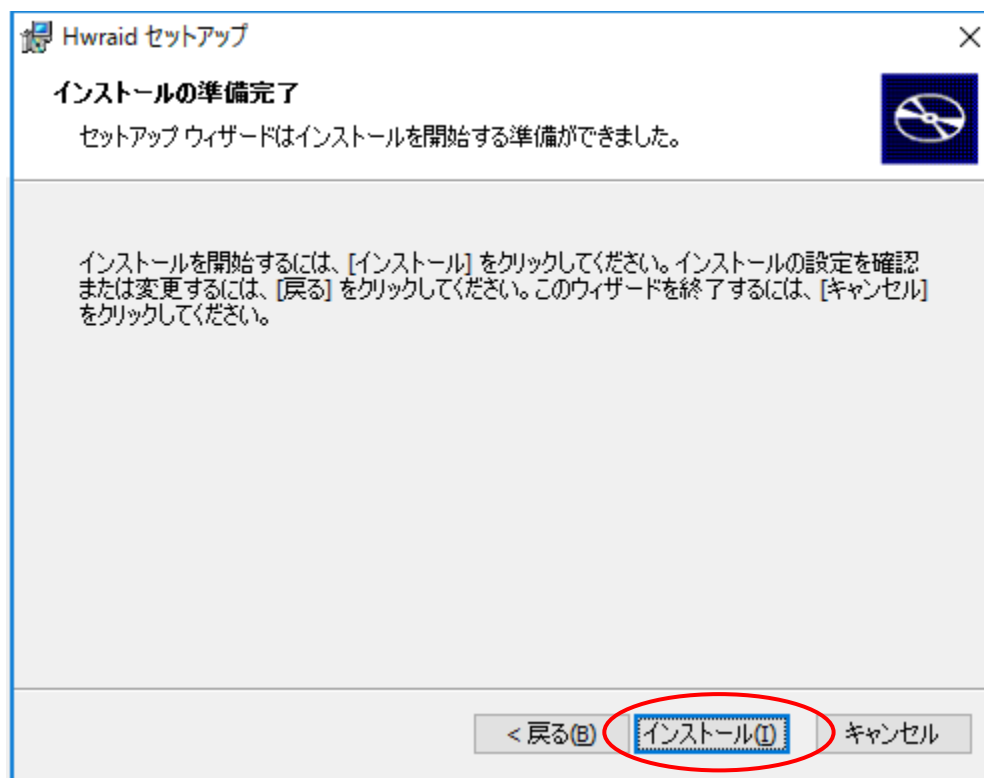 Hwraid セットアップ
インストールの準備完了
セットアップ ウィザードはインストールを開始する準備ができました。
インストールを開始するには、[インストール] をクリックしてください。インストールの設定を確認
または変更するには、[戻る] をクリックしてください。このウィザードを終了するには、[キャンセル]
をクリックしてください。
< 戻る(B) インストール(I) キャンセル